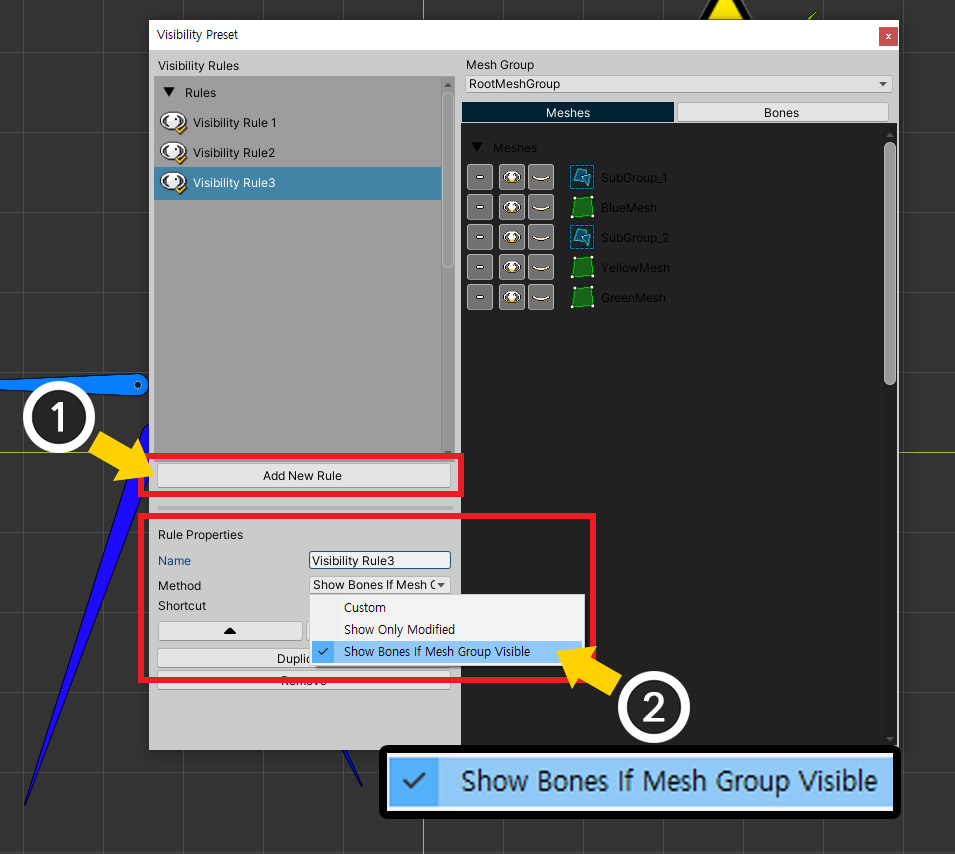 Visibility Preset
x
Visibility Rules
Rules
Visibility Rule 1
Visibility Rule2
Visibility Rule3
Mesh Group
RootMeshGroup
Meshes
Bones
Meshes
SubGroup_1
BlueMesh
SubGroup_2
YellowMesh
GreenMesh
1
Add New Rule
Rule Properties
Name
Visibility Rule3
Method
Show Bones If Mesh G
Shortcut
Custom
Show Only Modified
Show Bones If Mesh Group Visible
Duplic
Remove
2
Show Bones If Mesh Group Visible